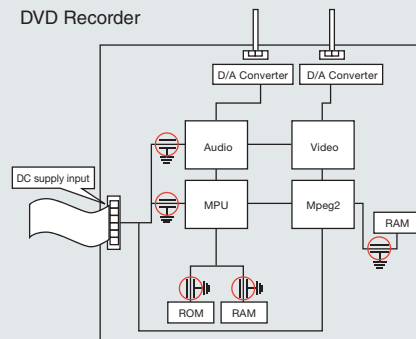 DVD Recorder
D/A Converter
D/A Converter
Audio
Video
DC supply input
MPU
Mpeg2
RAM
ROM
RAM